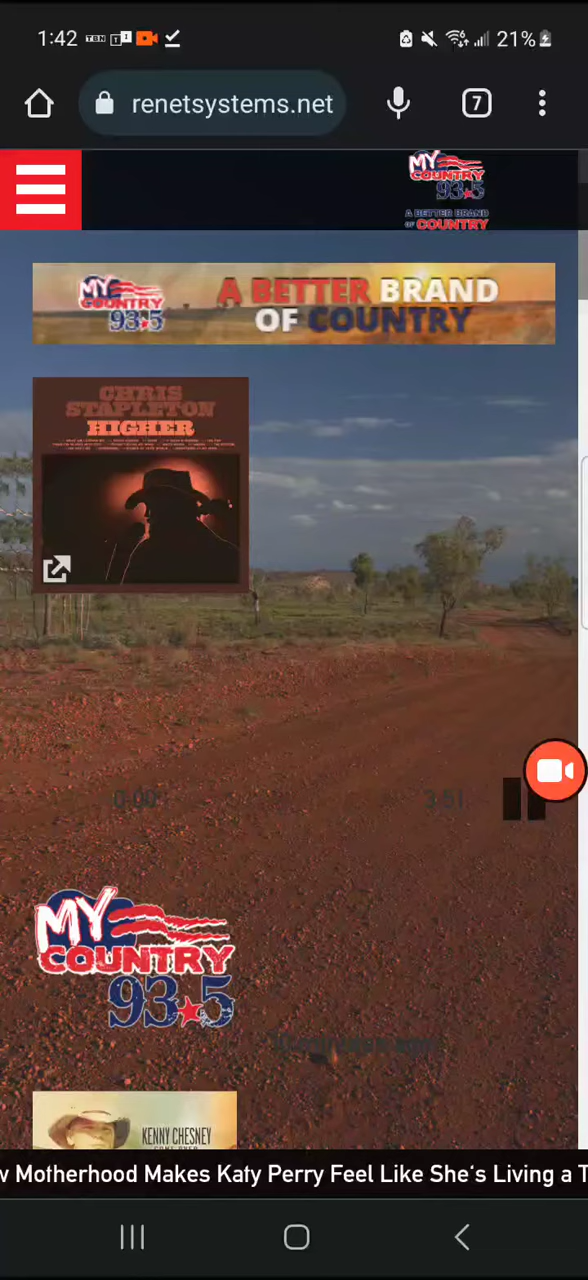 1:42
21%
renetsystems.net
7
MY
COUNTRY
93.5
A BETTER BRAND
OF COUNTRY
MY
COUNTRY
93.5
A BETTER BRAND
OF COUNTRY
CHRIS
STAPLETON
HIGHER
0:00
3:51
MY
COUNTRY
93.5
KENNY CHESNEY
w Motherhood Makes Katy Perry Feel Like She's Living a T